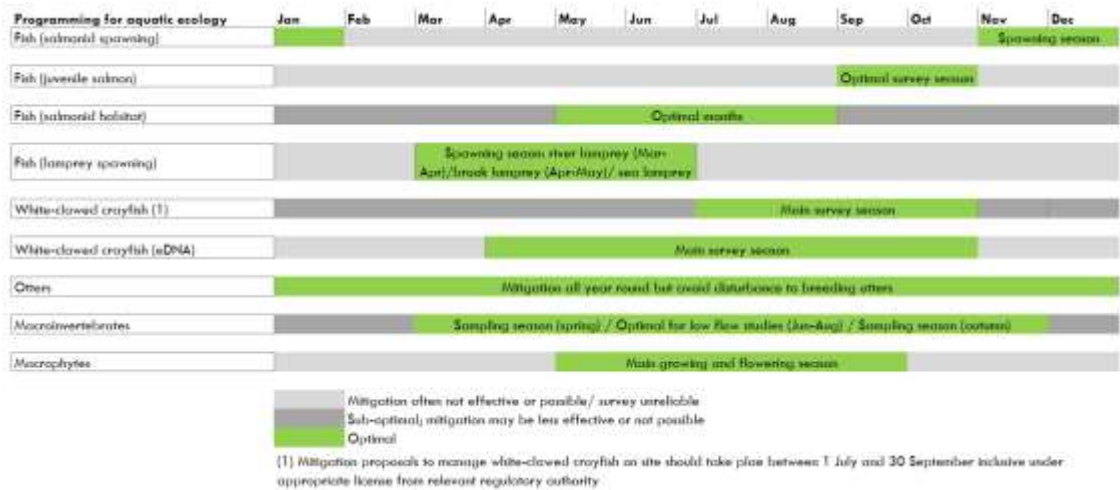 Programming for aquatic ecology Jan Feb Mar Apr May Jun Jul Aug Sep Oct Nov Dec
Fish (salmonid spawning) Spawning season
Fish (juvenile salmon) Optimal survey season
Fish (salmonid habitat) Optimal months
Fish (lamprey spawning) Spawning season river lamprey (Mar-
Apr)/brook lamprey (Apr-May)/ sea lamprey
White-clawed crayfish (1) Main survey season
White-clawed crayfish (eDNA) Main survey season
Otters Mitigation all year round but avoid disturbance to breeding otters
Macroinvertebrates Sampling season (spring) / Optimal for low flow studies (Jun-Aug) / Sampling season (autumn)
Macrophytes Main growing and flowering season
Mitigation often not effective or possible/ survey unreliable
Sub-optimal; mitigation may be less effective or not possible
Optimal
(1) Mitigation proposals to manage white-clawed crayfish on site should take plae between 1 July and 30 September inclusive under
appropriate license from relevant regulatory authority